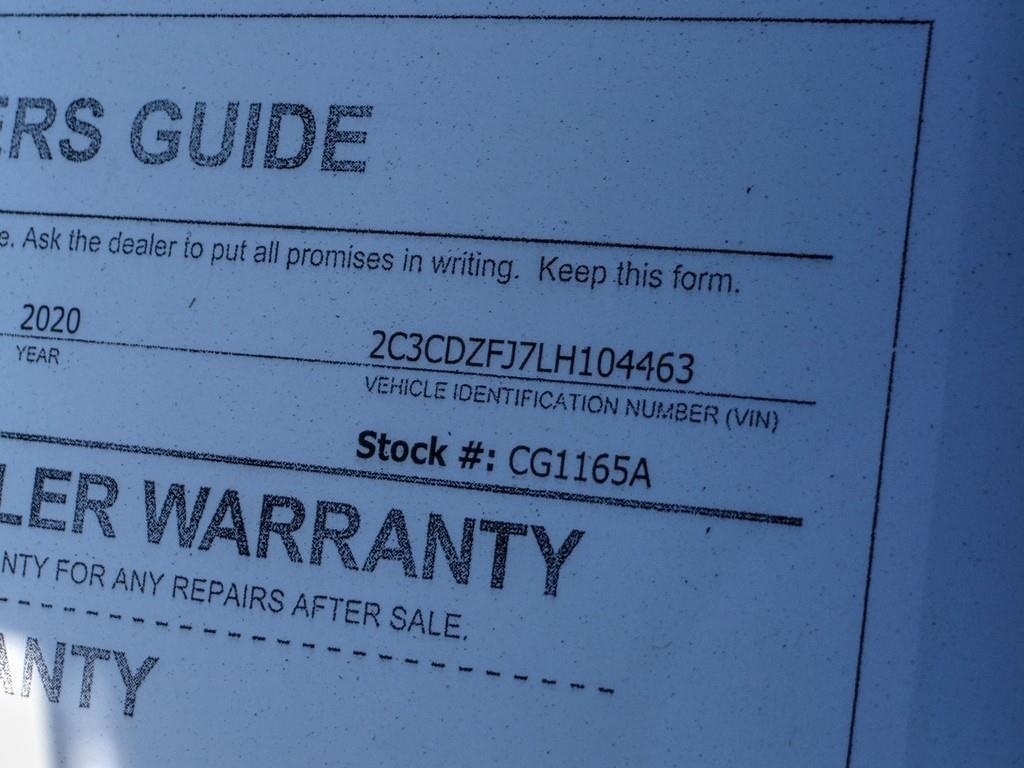 ERS GUIDE
e. Ask the dealer to put all promises in writing. Keep this form.
2020 2C3CDZFJ7LH104463
YEAR VEHICLE IDENTIFICATION NUMBER (VIN)
Stock #: CG1165A
LER WARRANTY
NTY FOR ANY REPAIRS AFTER SALE.
ANTY